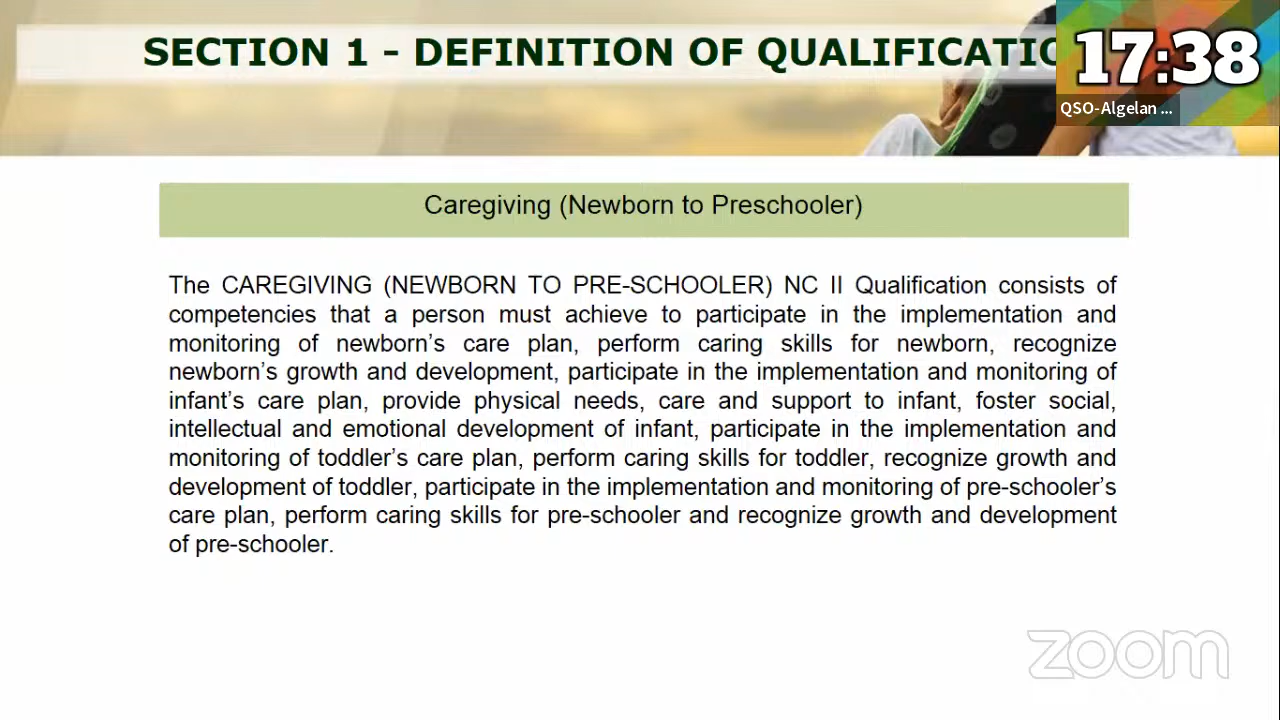 SECTION 1 - DEFINITION OF QUALIFICATIO
17:38
QSO-Algelan ...
Caregiving (Newborn to Preschooler)
The CAREGIVING (NEWBORN TO PRE-SCHOOLER) NC II Qualification consists of
competencies that a person must achieve to participate in the implementation and
monitoring of newborn’s care plan, perform caring skills for newborn, recognize
newborn’s growth and development, participate in the implementation and monitoring of
infant’s care plan, provide physical needs, care and support to infant, foster social,
intellectual and emotional development of infant, participate in the implementation and
monitoring of toddler’s care plan, perform caring skills for toddler, recognize growth and
development of toddler, participate in the implementation and monitoring of pre-schooler’s
care plan, perform caring skills for pre-schooler and recognize growth and development
of pre-schooler.
zoom